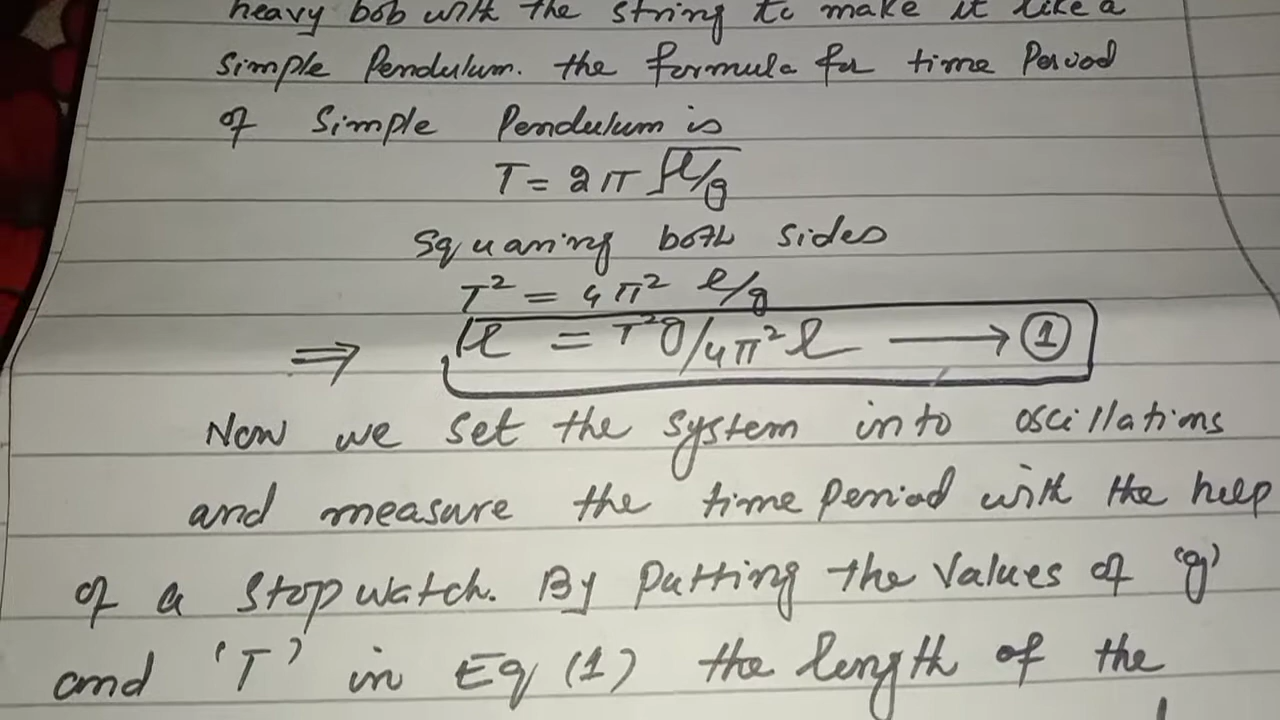 heavy bob with the string to make it like a
simple Pendulum. the formula for time Period
of Simple Pendulum is
T = 2π √l/g
Squaring both sides
T² = 4π² l/g
⇒ l = T²g/4π² l ⟶ ①
Now we set the system into oscillations
and measure the time period with the help
of a stopwatch. By putting the values of 'g'
and 'T' in Eq (1) the length of the